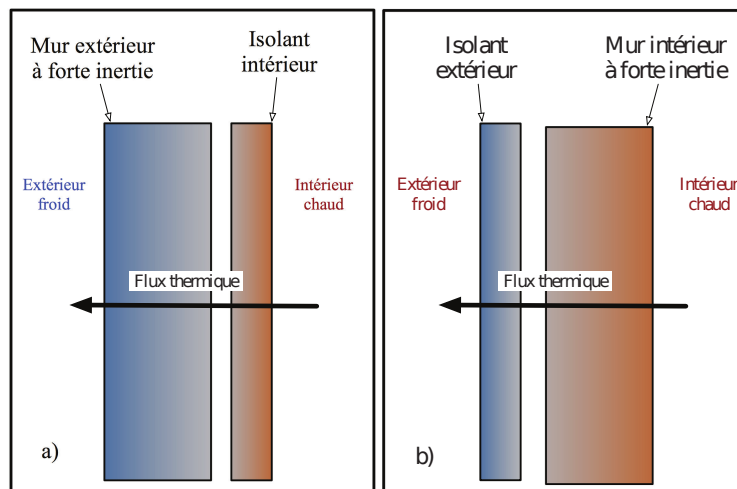 Mur extérieur
à forte inertie
Isolant
intérieur
Extérieur
froid
Intérieur
chaud
Flux thermique
a)
Isolant
extérieur
Mur intérieur
à forte inertie
Extérieur
froid
Intérieur
chaud
Flux thermique
b)